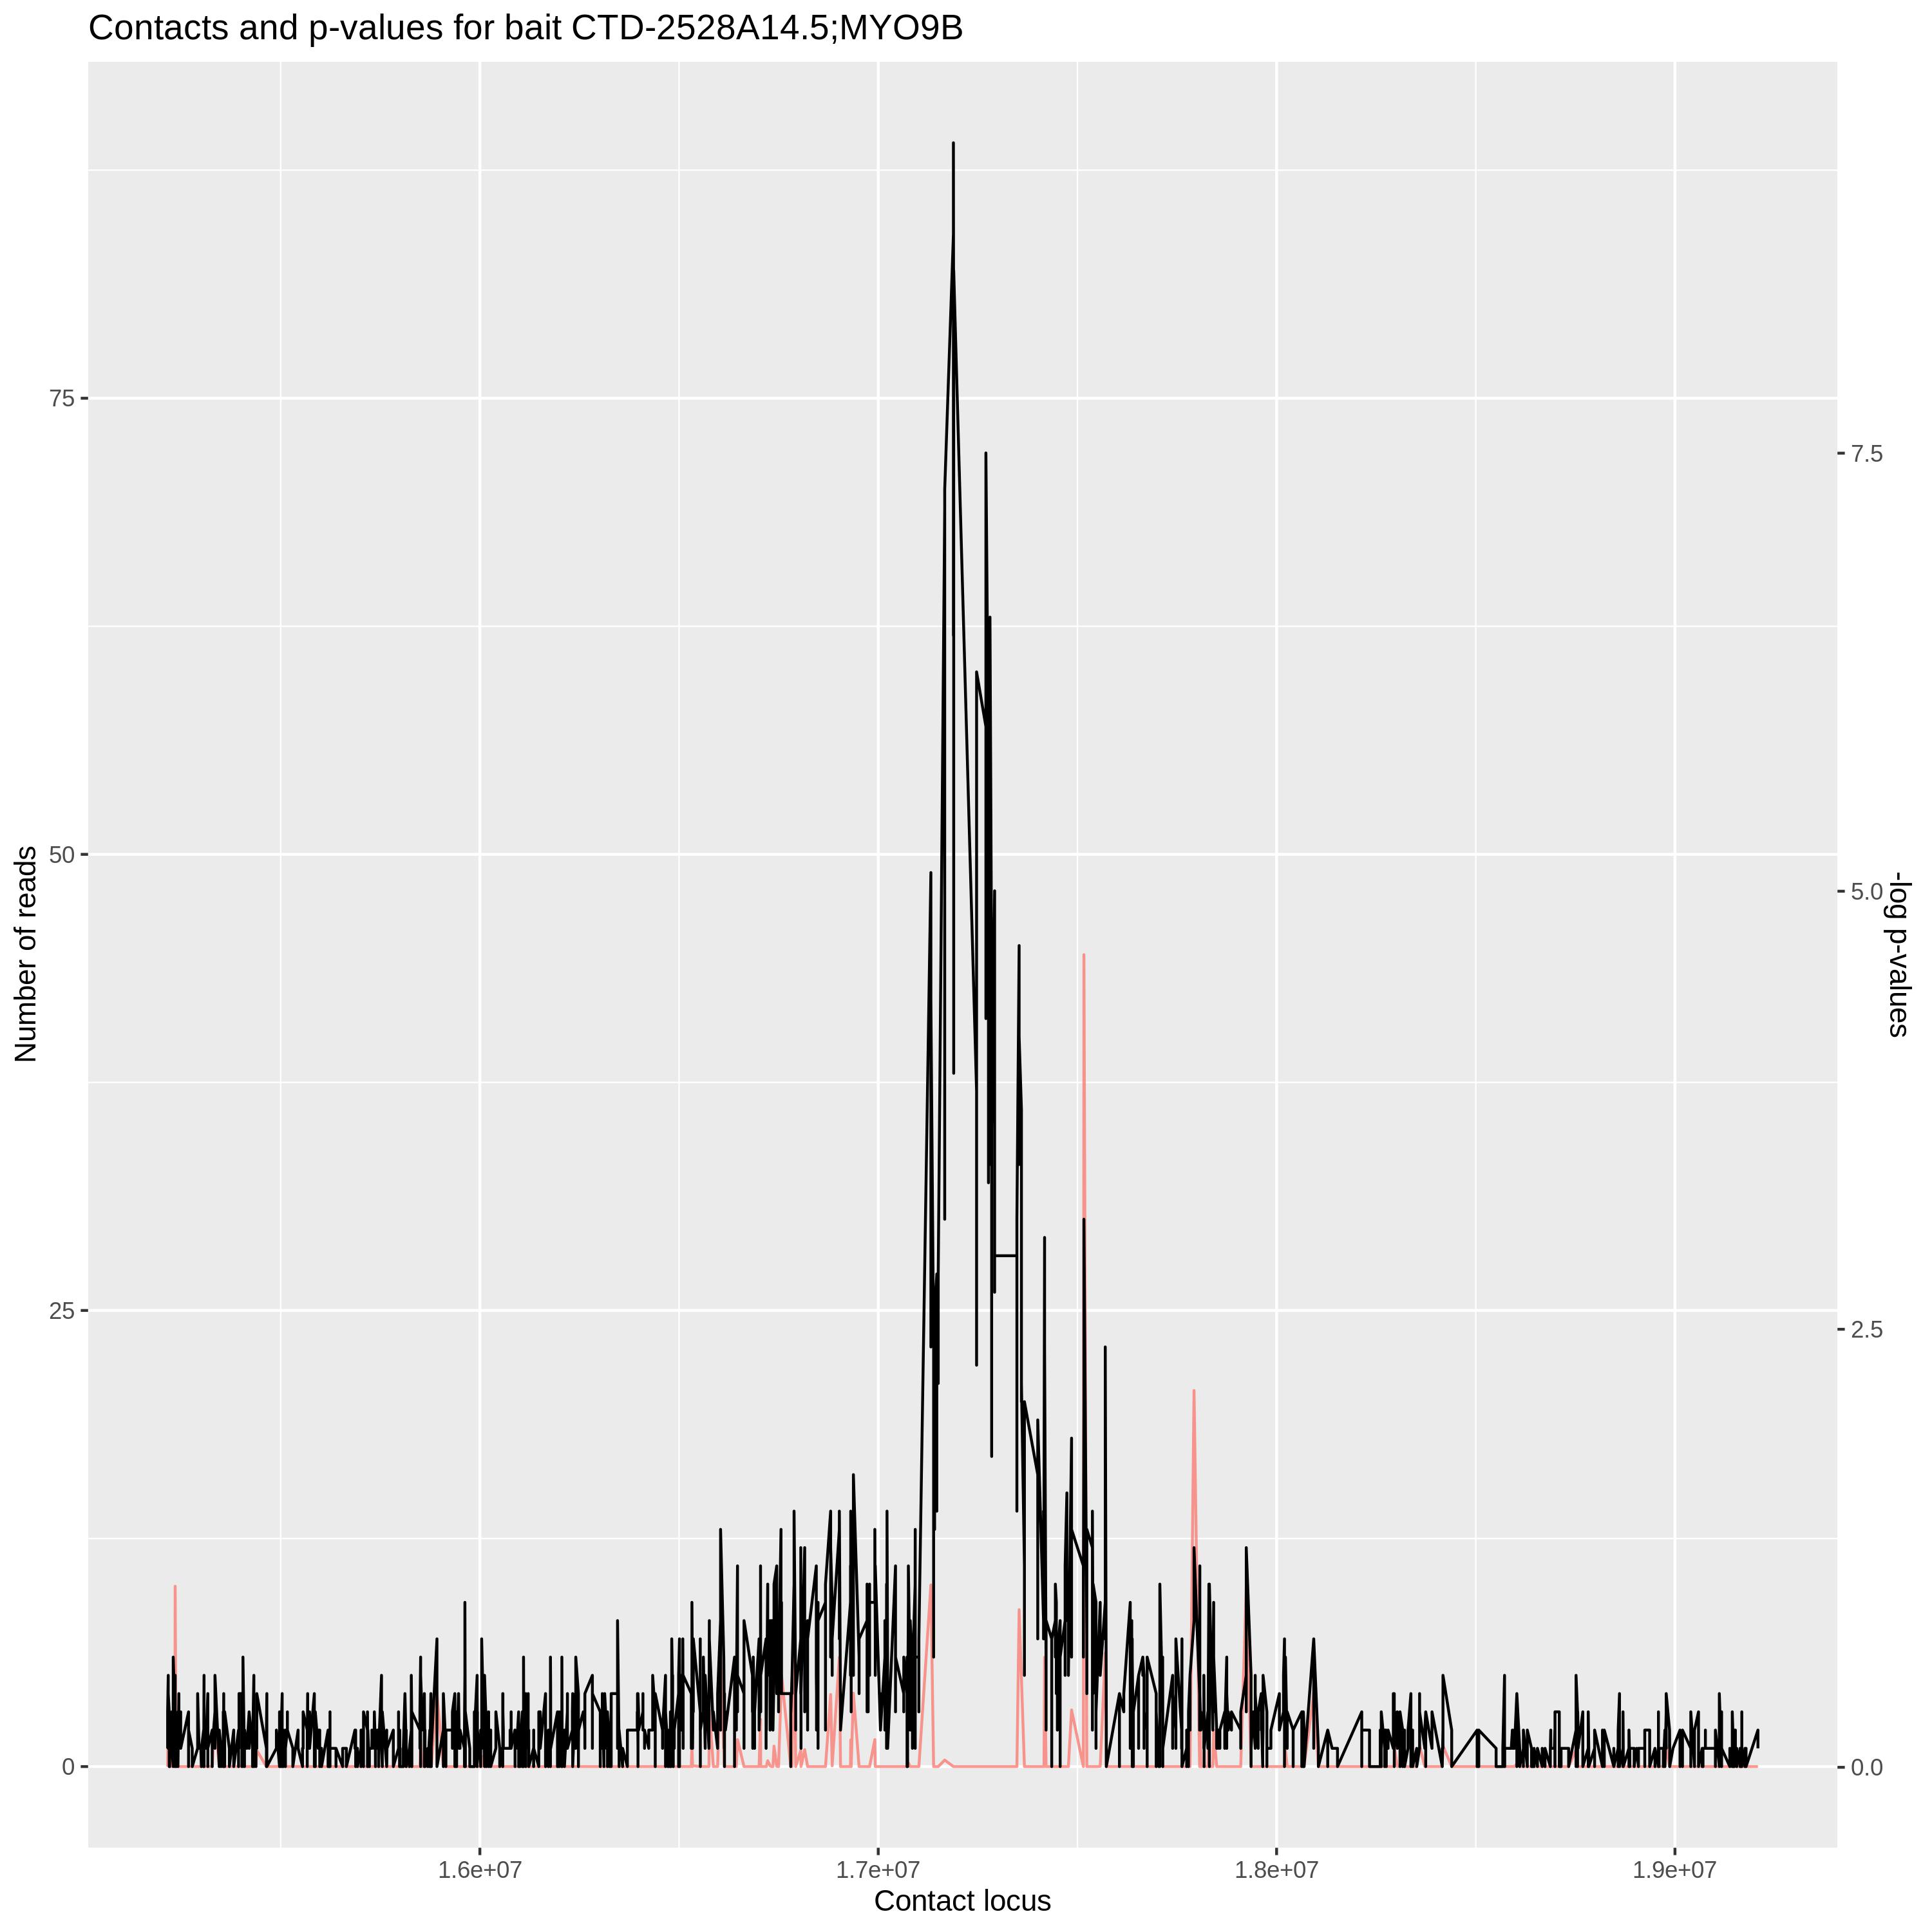 Contacts and p-values for bait CTD-2528A14.5;MYO9B
75
50
25
0
Number of reads
7.5
5.0
2.5
0.0
-log p-values
1.6e+07
1.7e+07
1.8e+07
1.9e+07
Contact locus